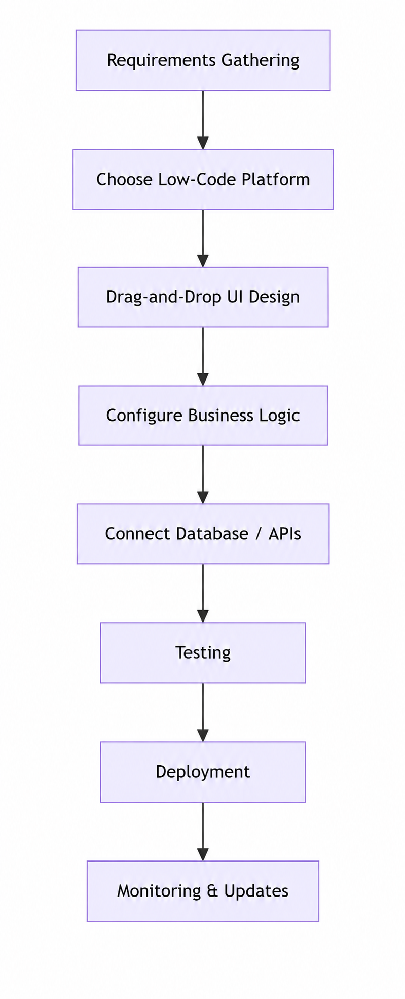 Requirements Gathering
Choose Low-Code Platform
Drag-and-Drop UI Design
Configure Business Logic
Connect Database / APIs
Testing
Deployment
Monitoring & Updates